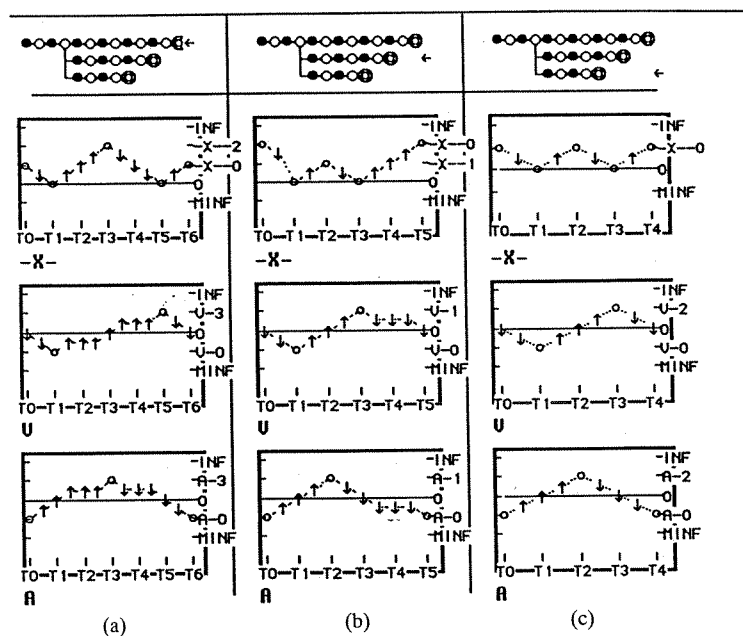 -INF
-X-2
-X-0
0
-MINF
T0—T1—T2—T3—T4—T5—T6
-X-
-INF
-V-3
0
-V-0
-MINF
T0—T1—T2—T3—T4—T5—T6
V
-INF
A-3
0
A-0
-MINF
T0—T1—T2—T3—T4—T5—T6
A
(a)
-INF
-X-0
-X-1
0
-MINF
T0—T1—T2—T3—T4—T5
-X-
-INF
-V-1
0
-V-0
-MINF
T0—T1—T2—T3—T4—T5
V
-INF
A-1
0
A-0
-MINF
T0—T1—T2—T3—T4—T5
A
(b)
-INF
-X-0
0
-MINF
T0—T1—T2—T3—T4
-X-
-INF
-V-2
0
-V-0
-MINF
T0—T1—T2—T3—T4
V
-INF
A-2
0
A-0
-MINF
T0—T1—T2—T3—T4
A
(c)